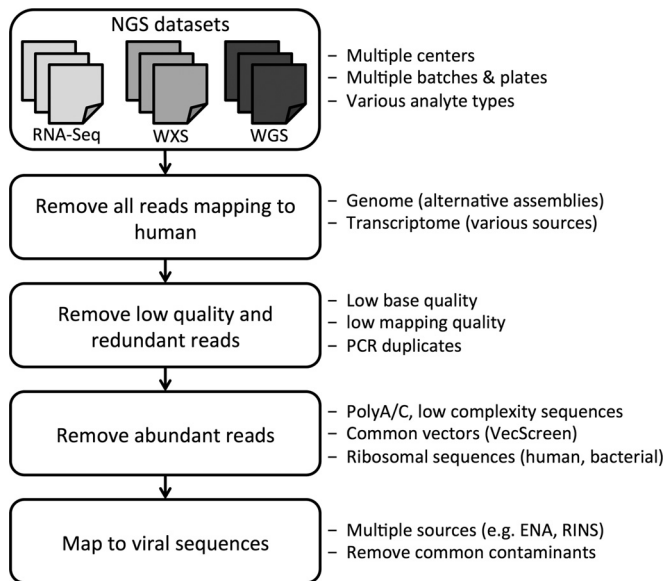 NGS datasets
RNA-Seq
WXS
WGS
– Multiple centers
– Multiple batches & plates
– Various analyte types
Remove all reads mapping to
human
– Genome (alternative assemblies)
– Transcriptome (various sources)
Remove low quality and
redundant reads
– Low base quality
– low mapping quality
– PCR duplicates
Remove abundant reads
– PolyA/C, low complexity sequences
– Common vectors (VecScreen)
– Ribosomal sequences (human, bacterial)
Map to viral sequences
– Multiple sources (e.g. ENA, RINS)
– Remove common contaminants